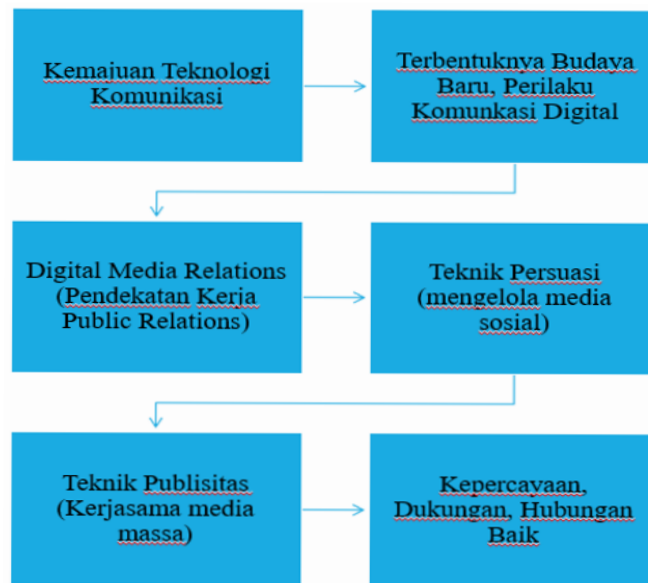 Kemajuan Teknologi
Komunikasi
Terbentuknya Budaya
Baru, Perilaku
Komunkasi Digital
Digital Media Relations
(Pendekatan Kerja
Public Relations)
Teknik Persuasi
(mengelola media
sosial)
Teknik Publisitas
(Kerjasama media
massa)
Kepercayaan,
Dukungan, Hubungan
Baik